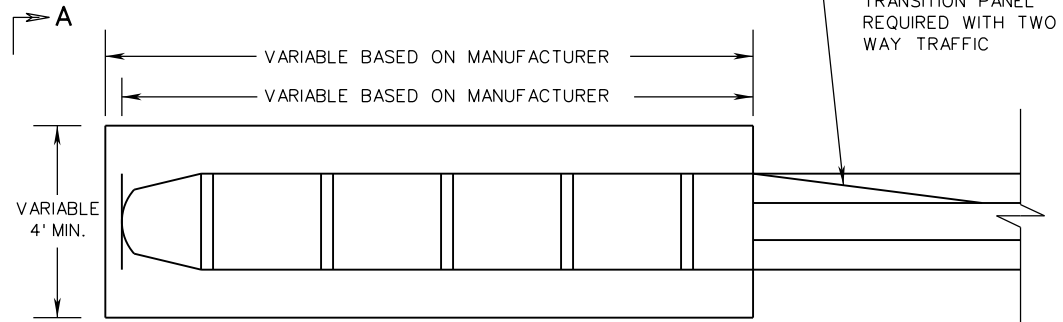 A
TRANSITION PANEL
REQUIRED WITH TWO
WAY TRAFFIC
VARIABLE BASED ON MANUFACTURER
VARIABLE BASED ON MANUFACTURER
VARIABLE
4' MIN.